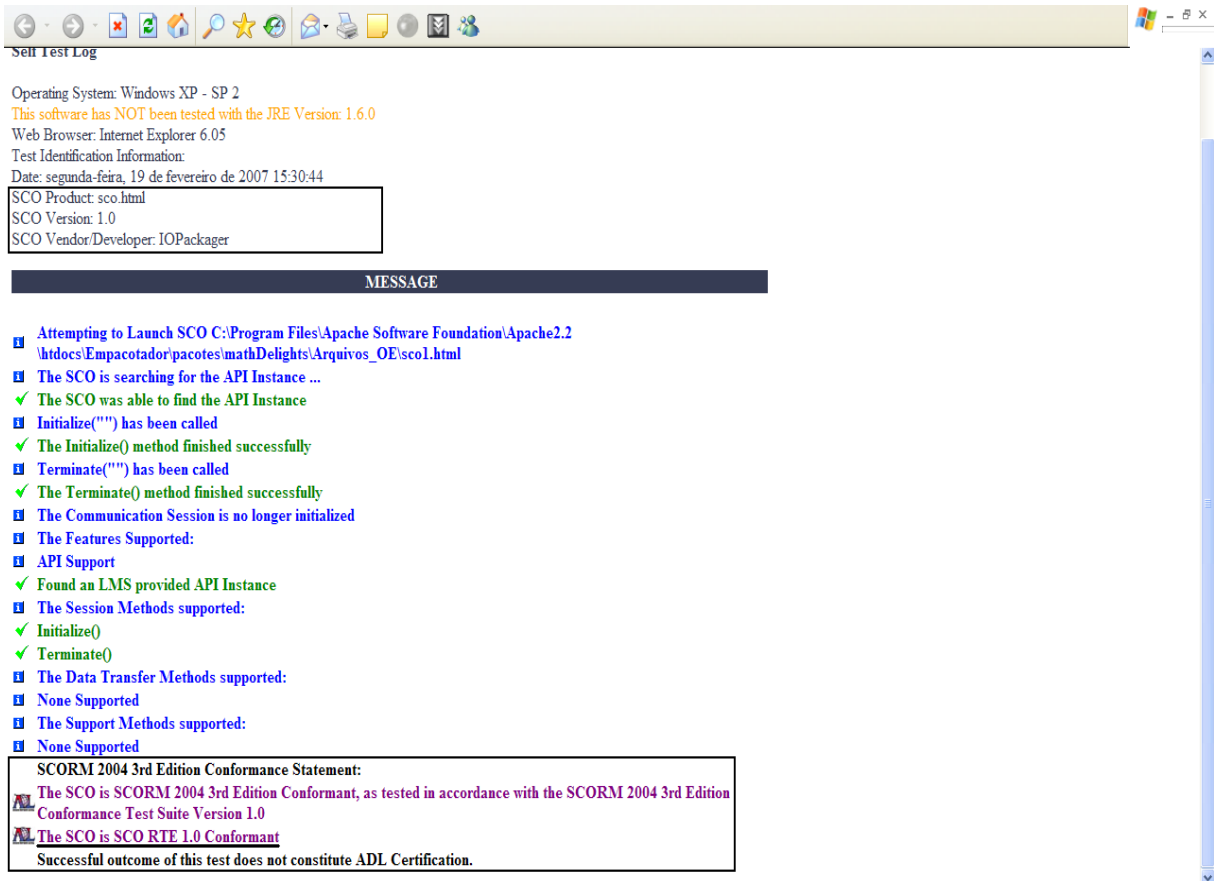 Self Test Log
Operating System: Windows XP - SP 2
This software has NOT been tested with the JRE Version: 1.6.0
Web Browser: Internet Explorer 6.05
Test Identification Information:
Date: segunda-feira, 19 de fevereiro de 2007 15:30:44
SCO Product: sco.html
SCO Version: 1.0
SCO Vendor/Developer: IOPackager
MESSAGE
Attempting to Launch SCO C:\Program Files\Apache Software Foundation\Apache2.2
\htdocs\Empacotador\pacotes\mathDelights\Arquivos_OE\sco1.html
The SCO is searching for the API Instance ...
The SCO was able to find the API Instance
Initialize("") has been called
The Initialize() method finished successfully
Terminate("") has been called
The Terminate() method finished successfully
The Communication Session is no longer initialized
The Features Supported:
API Support
Found an LMS provided API Instance
The Session Methods supported:
Initialize()
Terminate()
The Data Transfer Methods supported:
None Supported
The Support Methods supported:
None Supported
SCORM 2004 3rd Edition Conformance Statement:
The SCO is SCORM 2004 3rd Edition Conformant, as tested in accordance with the SCORM 2004 3rd Edition
Conformance Test Suite Version 1.0
The SCO is SCO RTE 1.0 Conformant
Successful outcome of this test does not constitute ADL Certification.